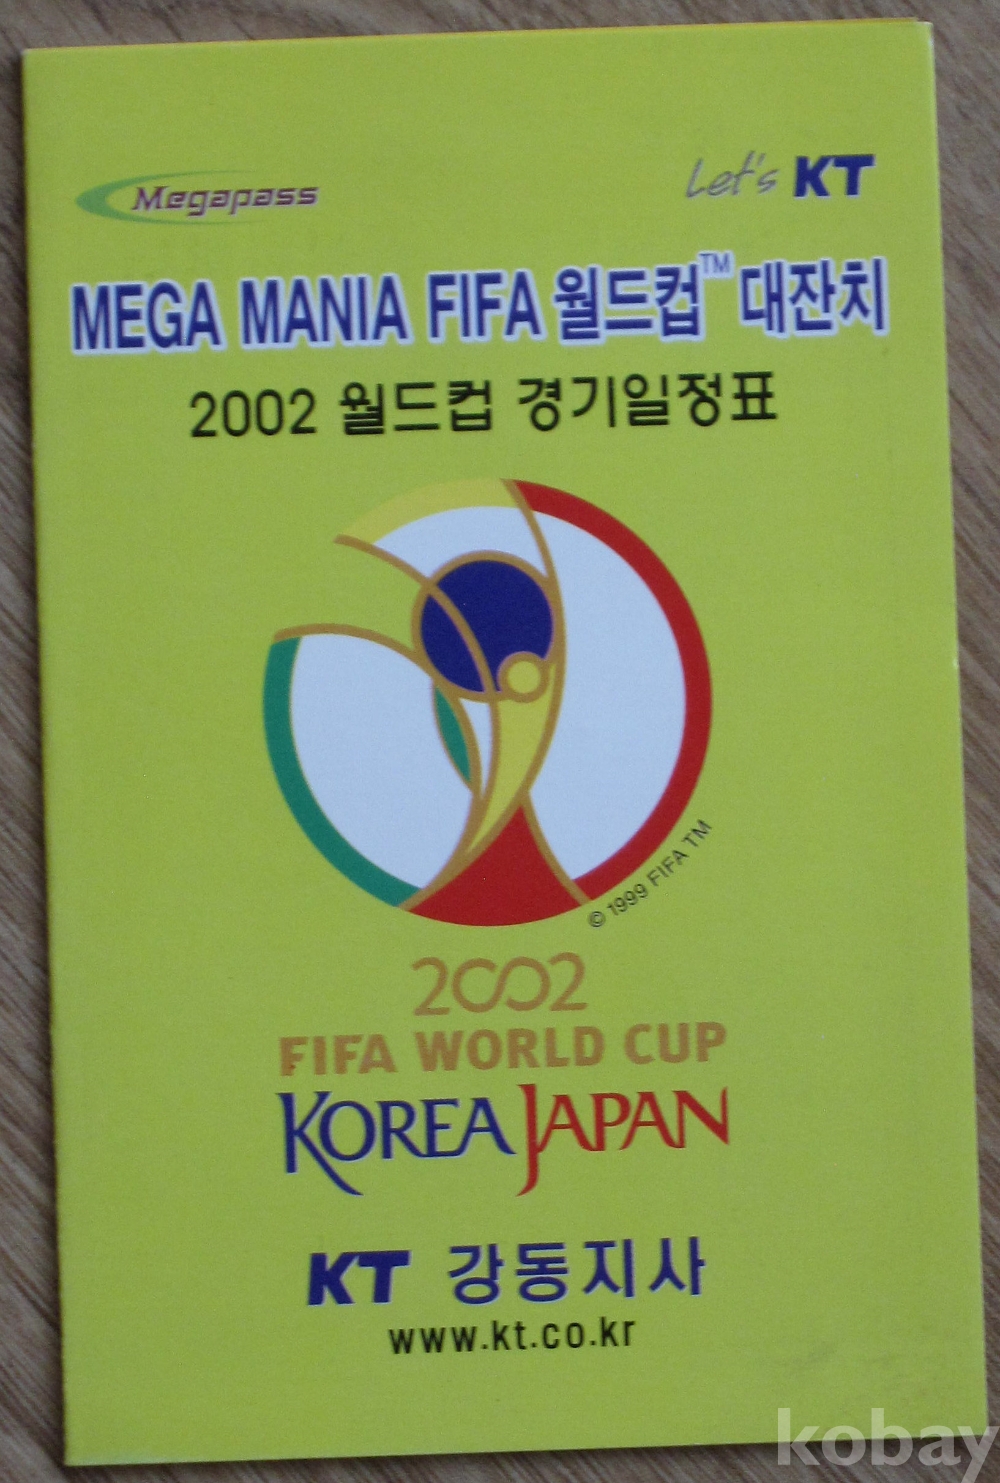 Megapass
Let's KT
MEGA MANIA FIFA 월드컵™ 대잔치
2002 월드컵 경기일정표
© 1999 FIFA TM
2002
FIFA WORLD CUP
KOREA JAPAN
KT 강동지사
www.kt.co.kr
kobay